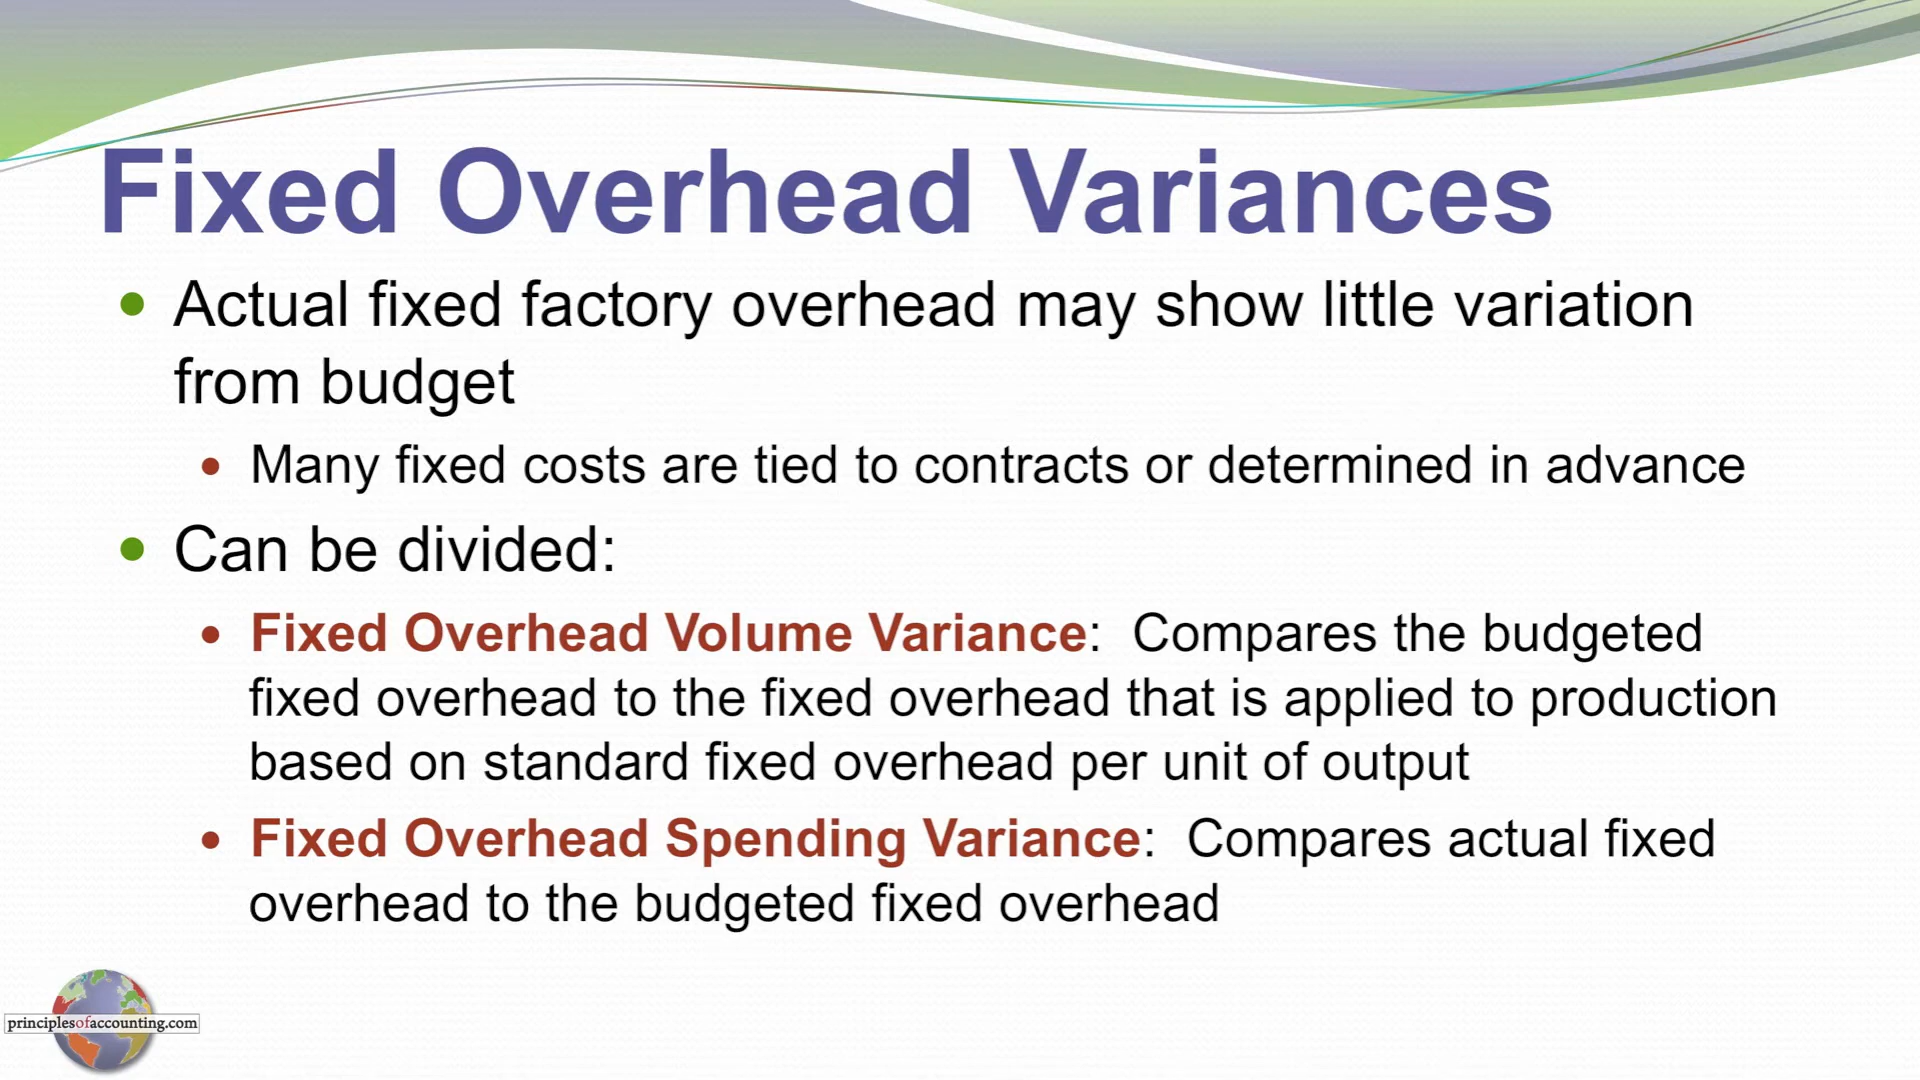 Fixed Overhead Variances
• Actual fixed factory overhead may show little variation
from budget
• Many fixed costs are tied to contracts or determined in advance
• Can be divided:
• Fixed Overhead Volume Variance:  Compares the budgeted
fixed overhead to the fixed overhead that is applied to production
based on standard fixed overhead per unit of output
• Fixed Overhead Spending Variance:  Compares actual fixed
overhead to the budgeted fixed overhead
principlesofaccounting.com